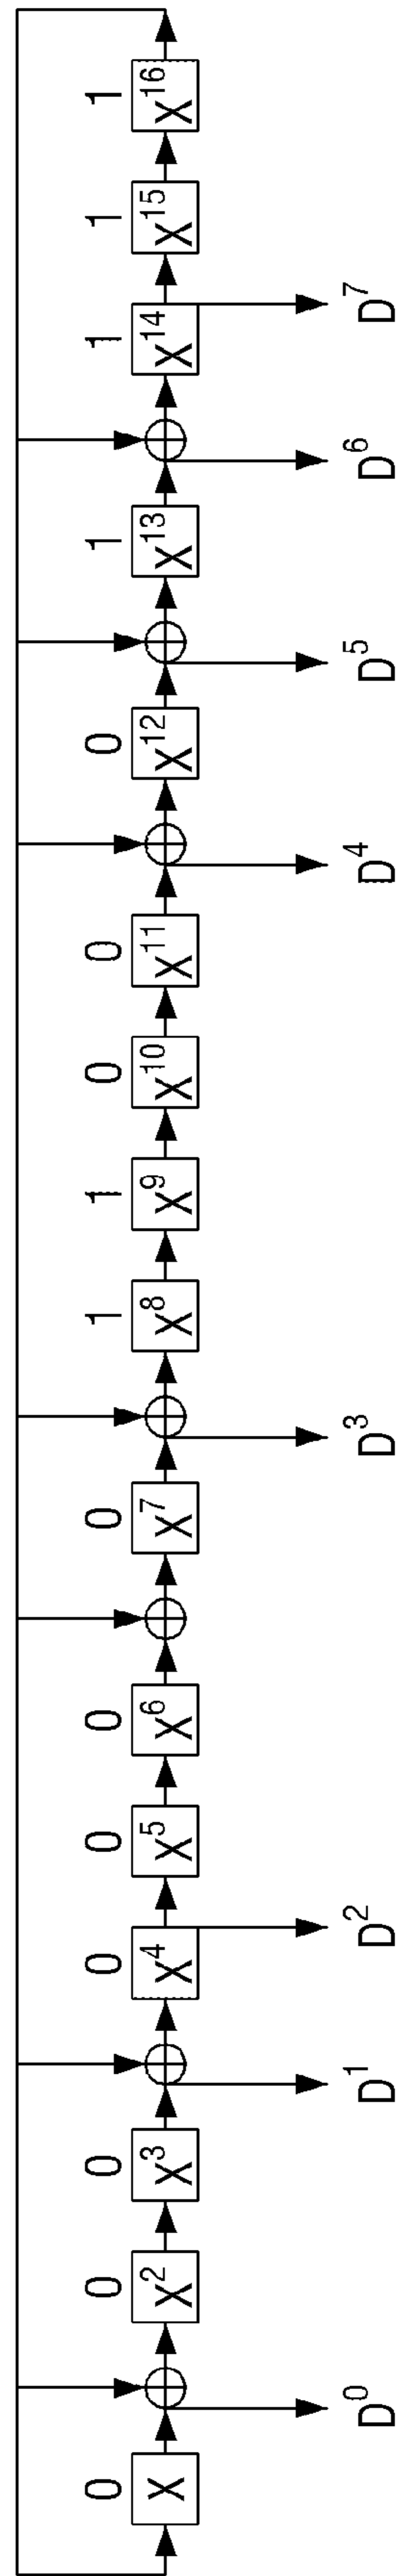 0 0 0 0 0 0 0 1 1 0 0 0 1 1 1 1
X X² X³ X⁴ X⁵ X⁶ X⁷ X⁸ X⁹ X¹⁰ X¹¹ X¹² X¹³ X¹⁴ X¹⁵ X¹⁶
D⁰ D¹ D² D³ D⁴ D⁵ D⁶ D⁷